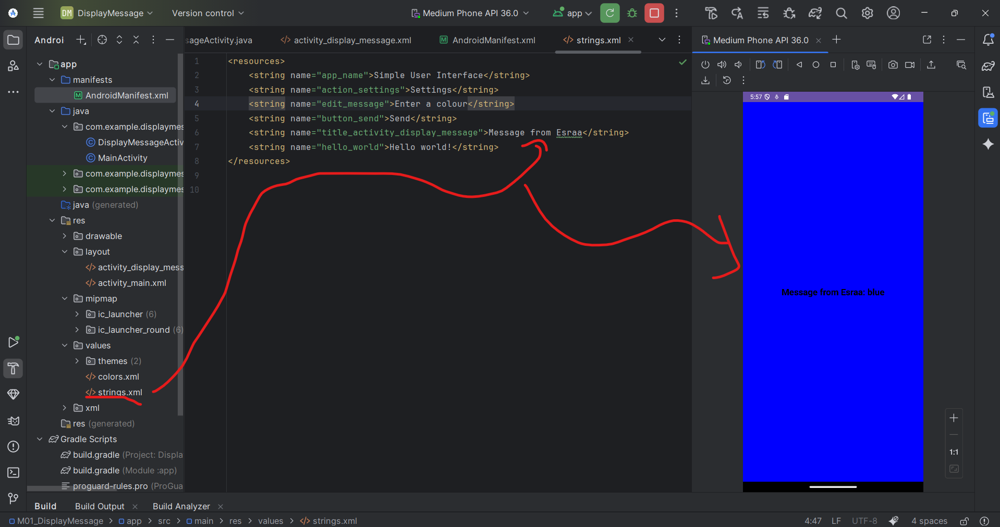 DM DisplayMessage Version control Medium Phone API 36.0 app
Androi
sageActivity.java activity_display_message.xml AndroidManifest.xml strings.xml
Medium Phone API 36.0
app
manifests
AndroidManifest.xml
java
com.example.displaymes
DisplayMessageActiv
MainActivity
com.example.displaymes
com.example.displaymes
java (generated)
res
drawable
layout
activity_display_mess
activity_main.xml
mipmap
ic_launcher (6)
ic_launcher_round (6)
values
themes (2)
colors.xml
strings.xml
xml
res (generated)
Gradle Scripts
build.gradle (Project: Displa
build.gradle (Module :app)
proguard-rules.pro (ProGua
1 <resources>
2 <string name="app_name">Simple User Interface</string>
3 <string name="action_settings">Settings</string>
4 <string name="edit_message">Enter a colour</string>
5 <string name="button_send">Send</string>
6 <string name="title_activity_display_message">Message from Esraa</string>
7 <string name="hello_world">Hello world!</string>
8 </resources>
9
10
5:57
Message from Esraa: blue
1:1
Build Build Output Build Analyzer
M01_DisplayMessage > app > src > main > res > values > strings.xml
4:47 LF UTF-8 4 spaces